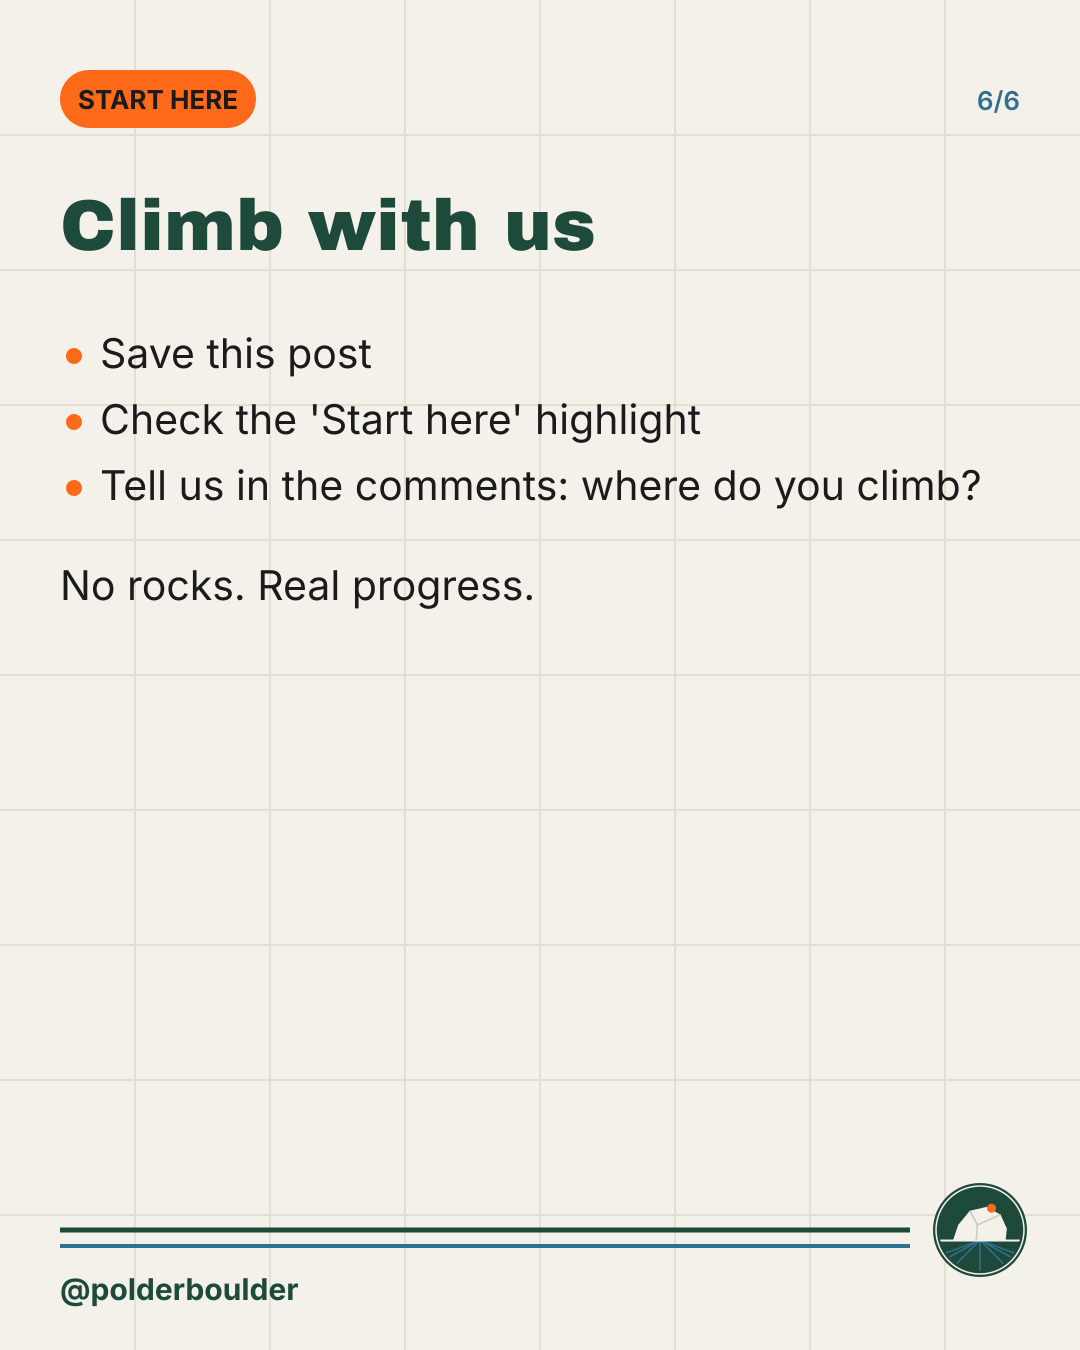 START HERE
6/6
Climb with us
Save this post
Check the 'Start here' highlight
Tell us in the comments: where do you climb?
No rocks. Real progress.
@polderboulder